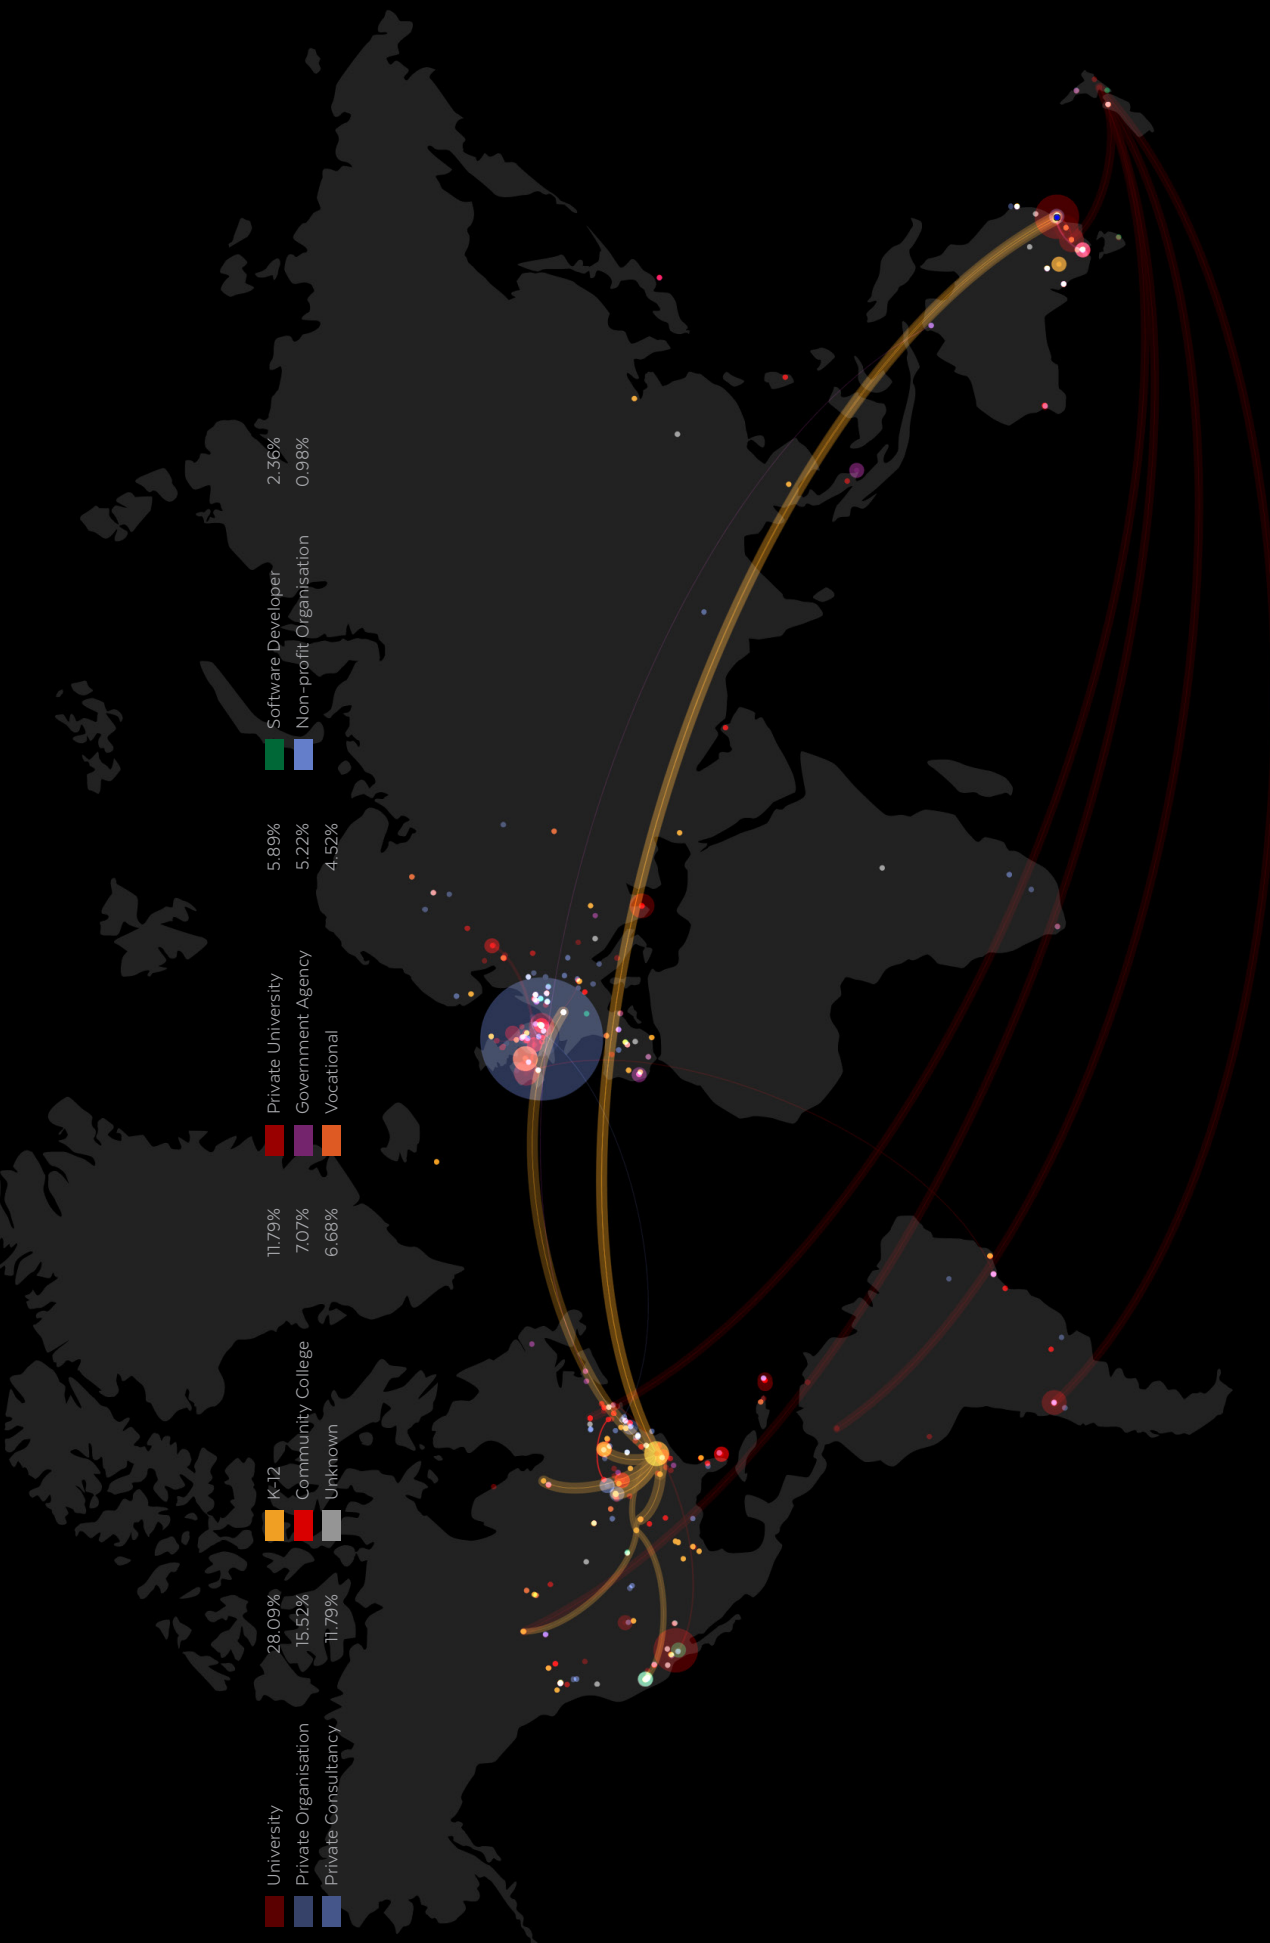 University 28.09% K-12 11.79% Private University 5.89% Software Developer 2.36%
Private Organisation 15.52% Community College 7.07% Government Agency 5.22% Non-profit Organisation 0.98%
Private Consultancy 11.79% Unknown 6.68% Vocational 4.52%